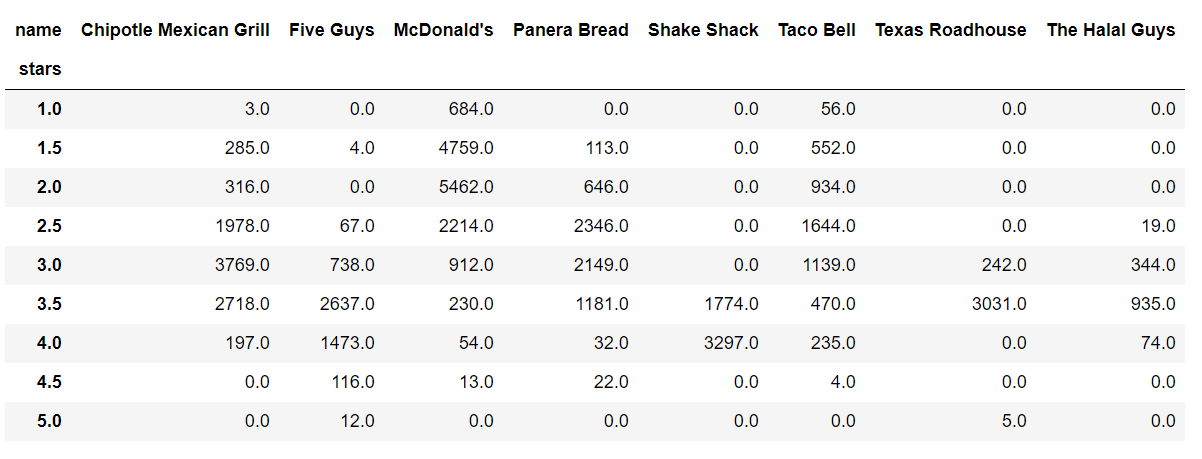 name Chipotle Mexican Grill Five Guys McDonald's Panera Bread Shake Shack Taco Bell Texas Roadhouse The Halal Guys
stars
1.0 3.0 0.0 684.0 0.0 0.0 56.0 0.0 0.0
1.5 285.0 4.0 4759.0 113.0 0.0 552.0 0.0 0.0
2.0 316.0 0.0 5462.0 646.0 0.0 934.0 0.0 0.0
2.5 1978.0 67.0 2214.0 2346.0 0.0 1644.0 0.0 19.0
3.0 3769.0 738.0 912.0 2149.0 0.0 1139.0 242.0 344.0
3.5 2718.0 2637.0 230.0 1181.0 1774.0 470.0 3031.0 935.0
4.0 197.0 1473.0 54.0 32.0 3297.0 235.0 0.0 74.0
4.5 0.0 116.0 13.0 22.0 0.0 4.0 0.0 0.0
5.0 0.0 12.0 0.0 0.0 0.0 0.0 5.0 0.0